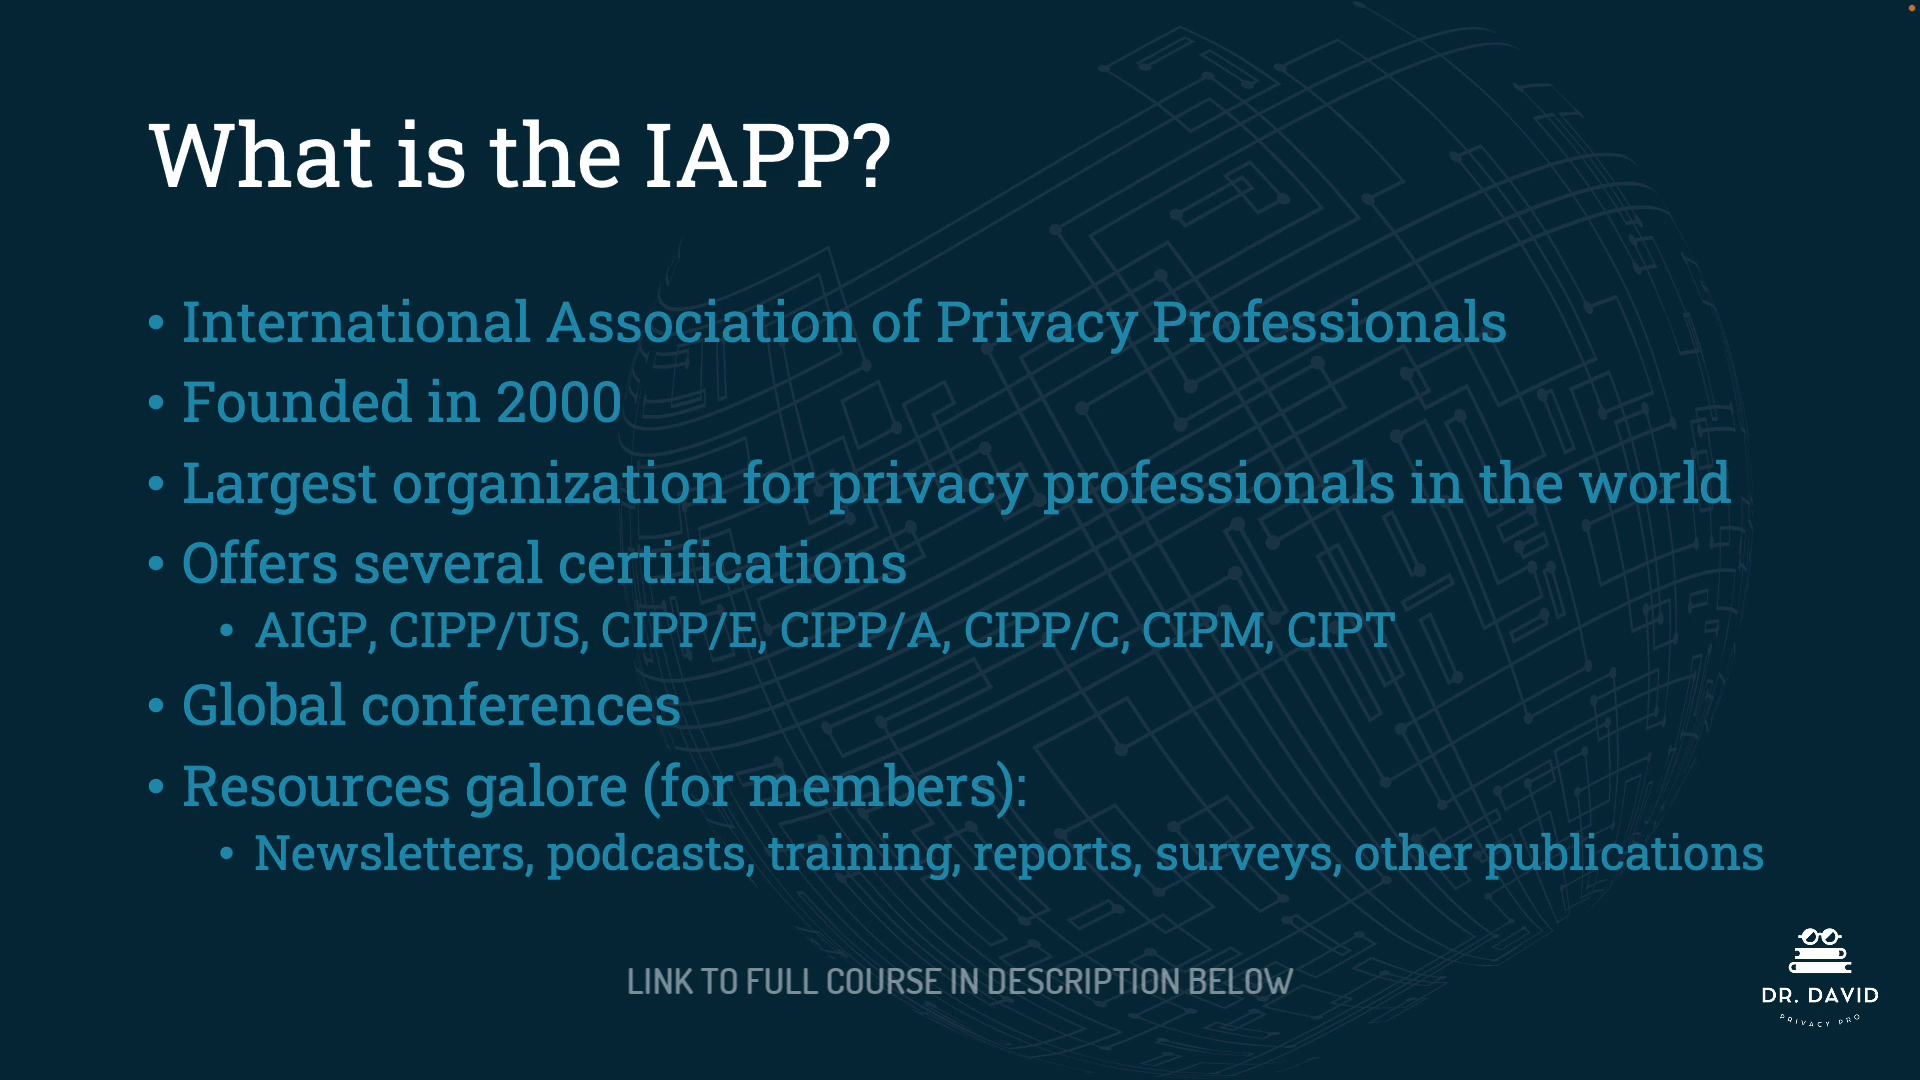 What is the IAPP?
• International Association of Privacy Professionals
• Founded in 2000
• Largest organization for privacy professionals in the world
• Offers several certifications
• AIGP, CIPP/US, CIPP/E, CIPP/A, CIPP/C, CIPM, CIPT
• Global conferences
• Resources galore (for members):
• Newsletters, podcasts, training, reports, surveys, other publications
LINK TO FULL COURSE IN DESCRIPTION BELOW
DR. DAVID
PRIVACY PRO